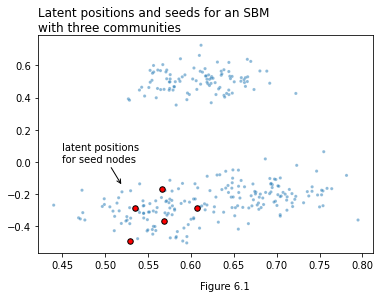 Latent positions and seeds for an SBM
with three communities
0.6
0.4
0.2
latent positions
for seed nodes
0.0
−0.2
−0.4
0.45 0.50 0.55 0.60 0.65 0.70 0.75 0.80
Figure 6.1